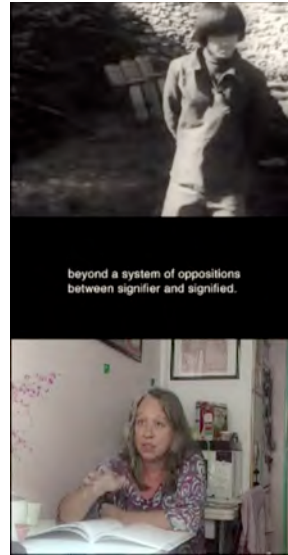 beyond a system of oppositions
between signifier and signified.